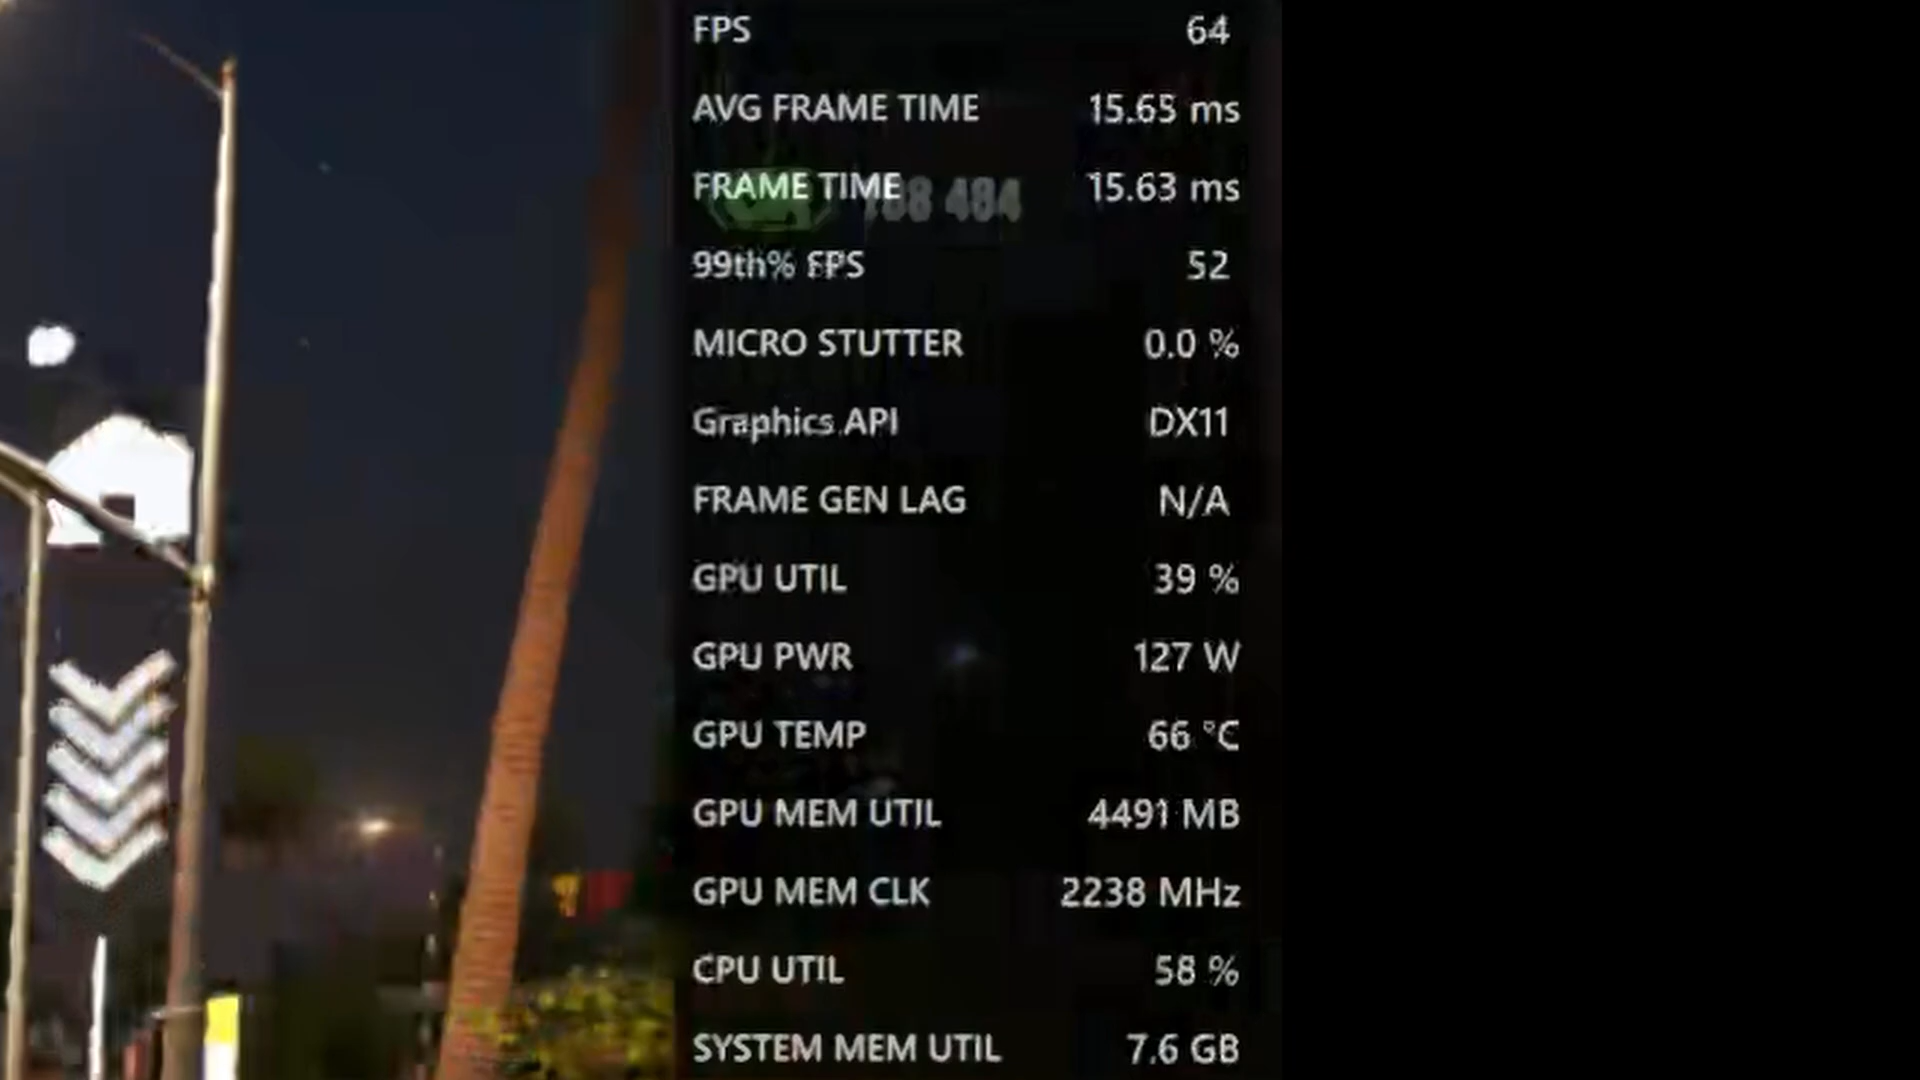 FPS 64
AVG FRAME TIME 15.65 ms
FRAME TIME 15.63 ms
484
99th% FPS 52
MICRO STUTTER 0.0 %
Graphics API DX11
FRAME GEN LAG N/A
GPU UTIL 39 %
GPU PWR 127 W
GPU TEMP 66 °C
GPU MEM UTIL 4491 MB
GPU MEM CLK 2238 MHz
CPU UTIL 58 %
SYSTEM MEM UTIL 7.6 GB